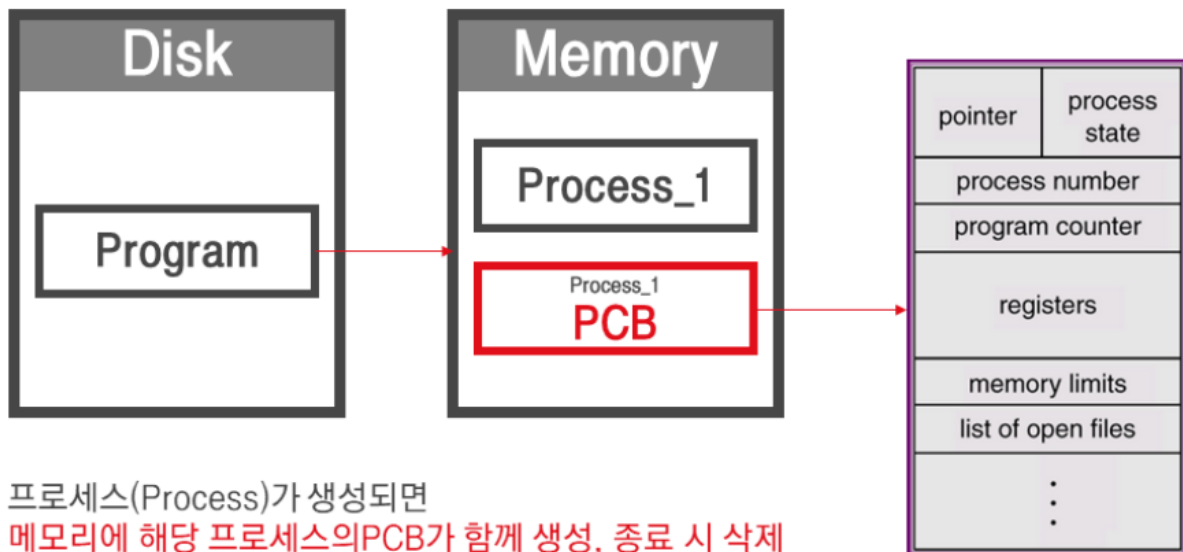 Disk
Program
Memory
Process_1
Process_1
PCB
pointer
process
state
process number
program counter
registers
memory limits
list of open files
프로세스(Process)가 생성되면
메모리에 해당 프로세스의PCB가 함께 생성, 종료 시 삭제